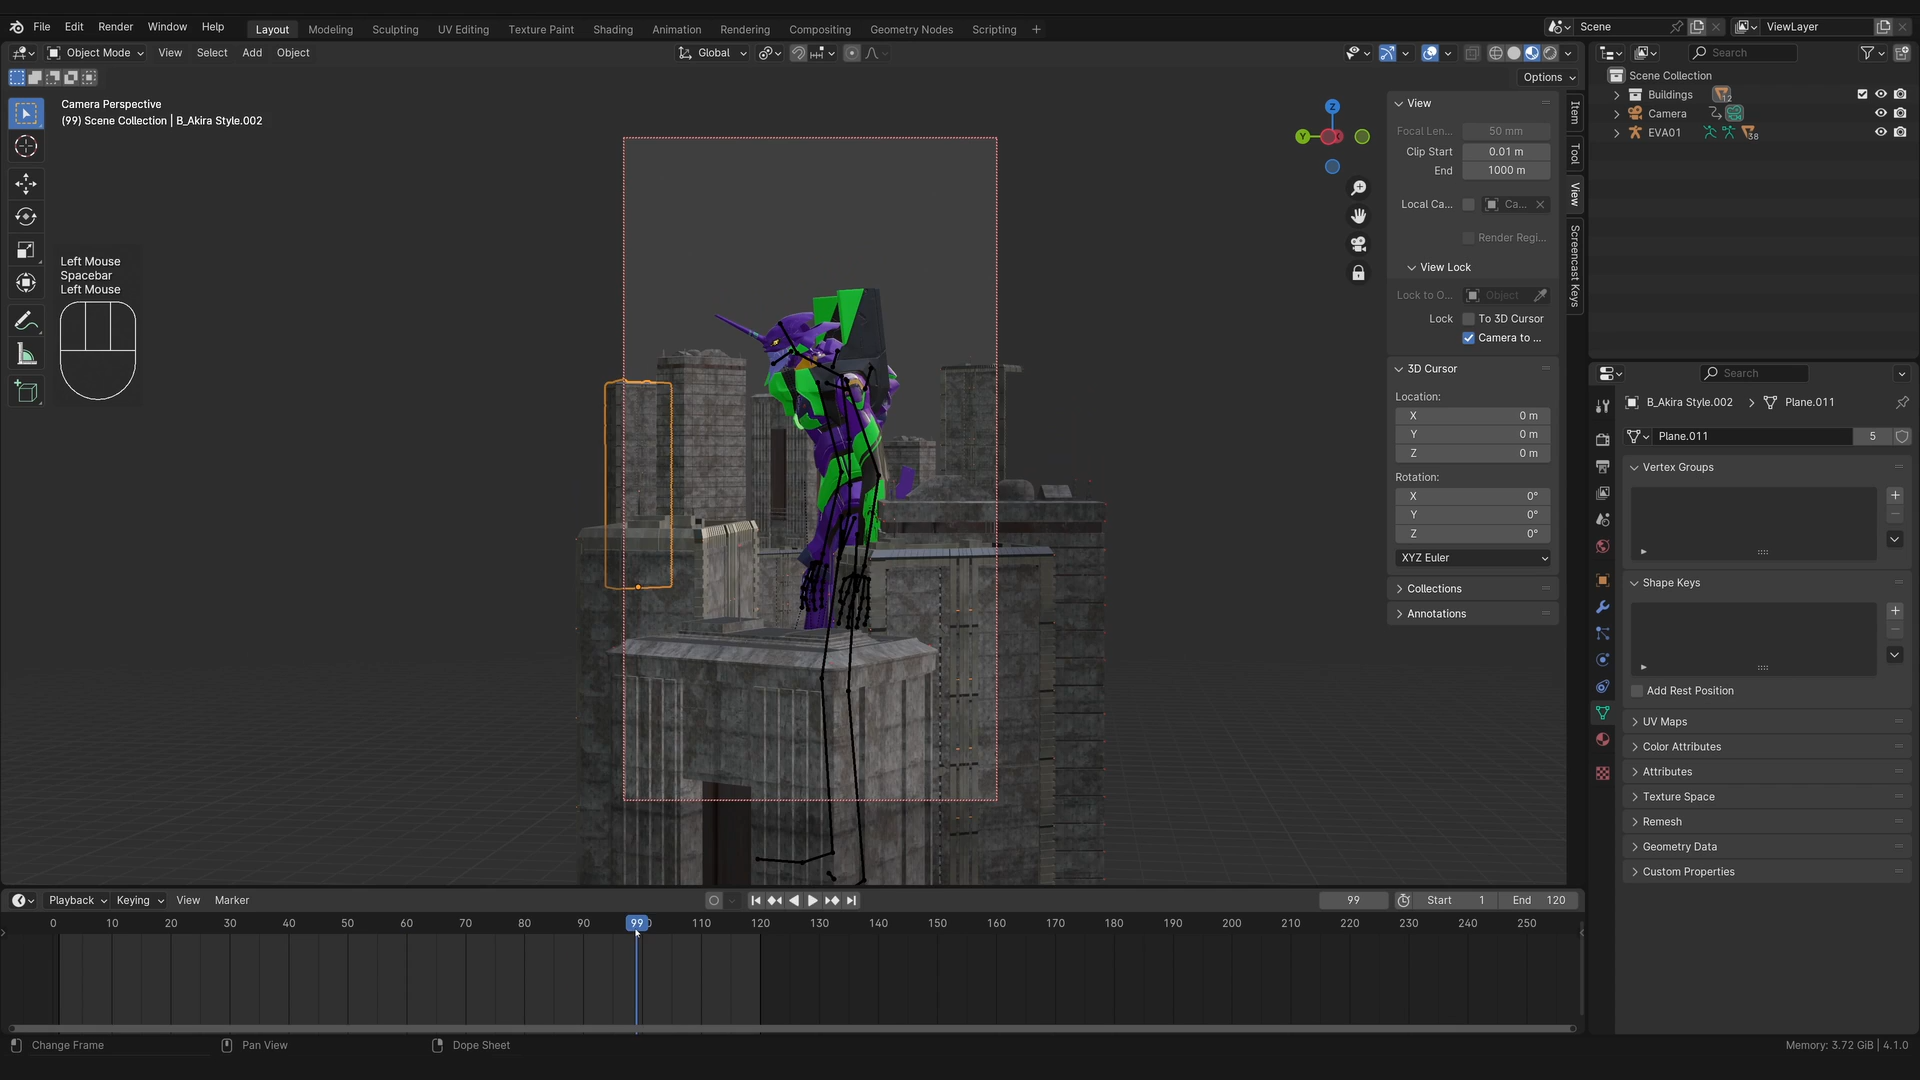 File Edit Render Window Help Layout Modeling Sculpting UV Editing Texture Paint Shading Animation Rendering Compositing Geometry Nodes Scripting + Scene ViewLayer
Object Mode View Select Add Object Global Search
Options
Camera Perspective
(99) Scene Collection | B_Akira Style.002
Left Mouse
Spacebar
Left Mouse
Z
Y
View
Focal Len... 50 mm
Clip Start 0.01 m
End 1000 m
Local Ca... Ca...
Render Regi...
View Lock
Lock to O... Object
Lock To 3D Cursor
Camera to ...
3D Cursor
Location:
X 0 m
Y 0 m
Z 0 m
Rotation:
X 0°
Y 0°
Z 0°
XYZ Euler
Collections
Annotations
Item
Tool
View
Screencast Keys
Scene Collection
Buildings 12
Camera
EVA01 38
Search
B_Akira Style.002 Plane.011
Plane.011 5
Vertex Groups
Shape Keys
Add Rest Position
UV Maps
Color Attributes
Attributes
Texture Space
Remesh
Geometry Data
Custom Properties
Playback Keying View Marker 99 Start 1 End 120
0 10 20 30 40 50 60 70 80 90 99 110 120 130 140 150 160 170 180 190 200 210 220 230 240 250
Change Frame Pan View Dope Sheet Memory: 3.72 GiB | 4.1.0